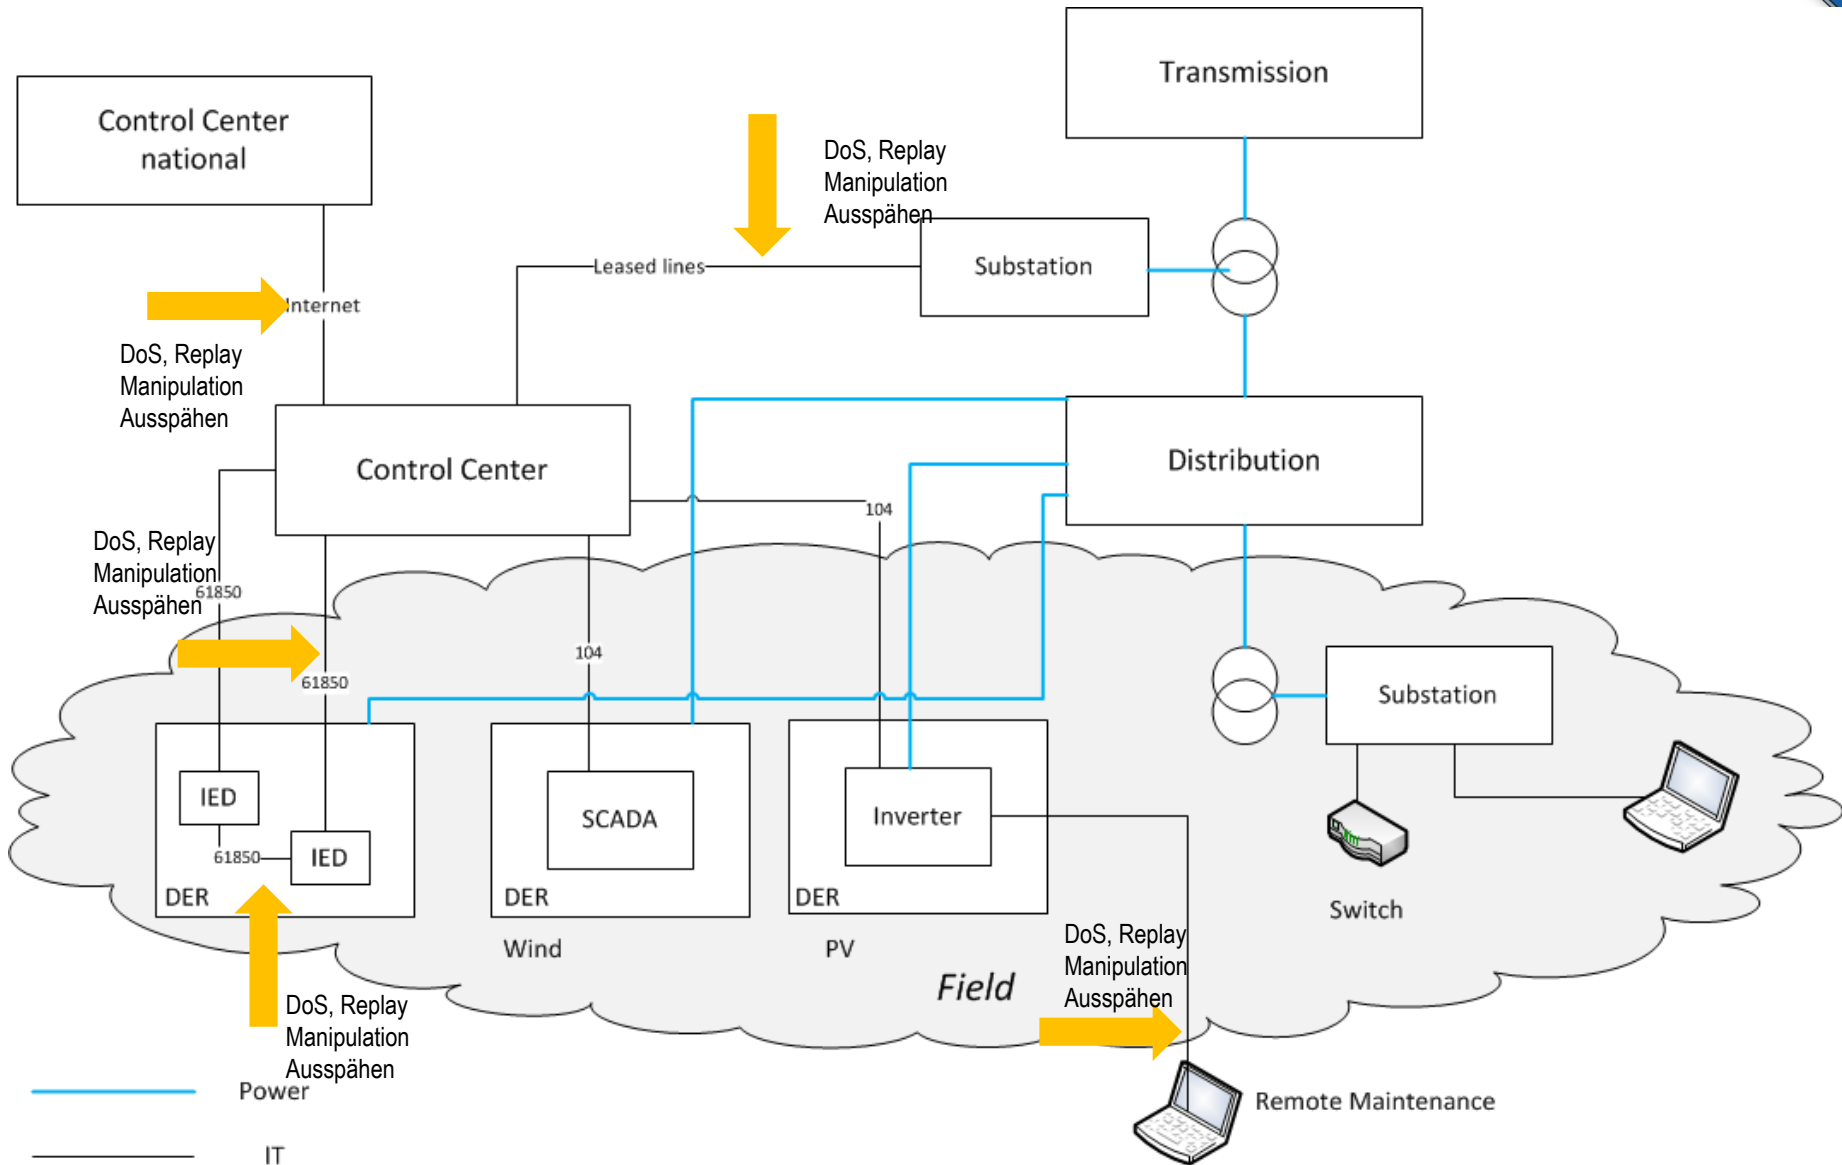 Transmission
Control Center
national
DoS, Replay
Manipulation
Ausspähen
Leased lines
Substation
Internet
DoS, Replay
Manipulation
Ausspähen
Control Center
Distribution
104
DoS, Replay
Manipulation
Ausspähen
61850
104
61850
Substation
IED
SCADA
Inverter
61850
IED
DER
DER
DER
Switch
Wind
PV
DoS, Replay
Manipulation
Ausspähen
Field
DoS, Replay
Manipulation
Ausspähen
Power
Remote Maintenance
IT